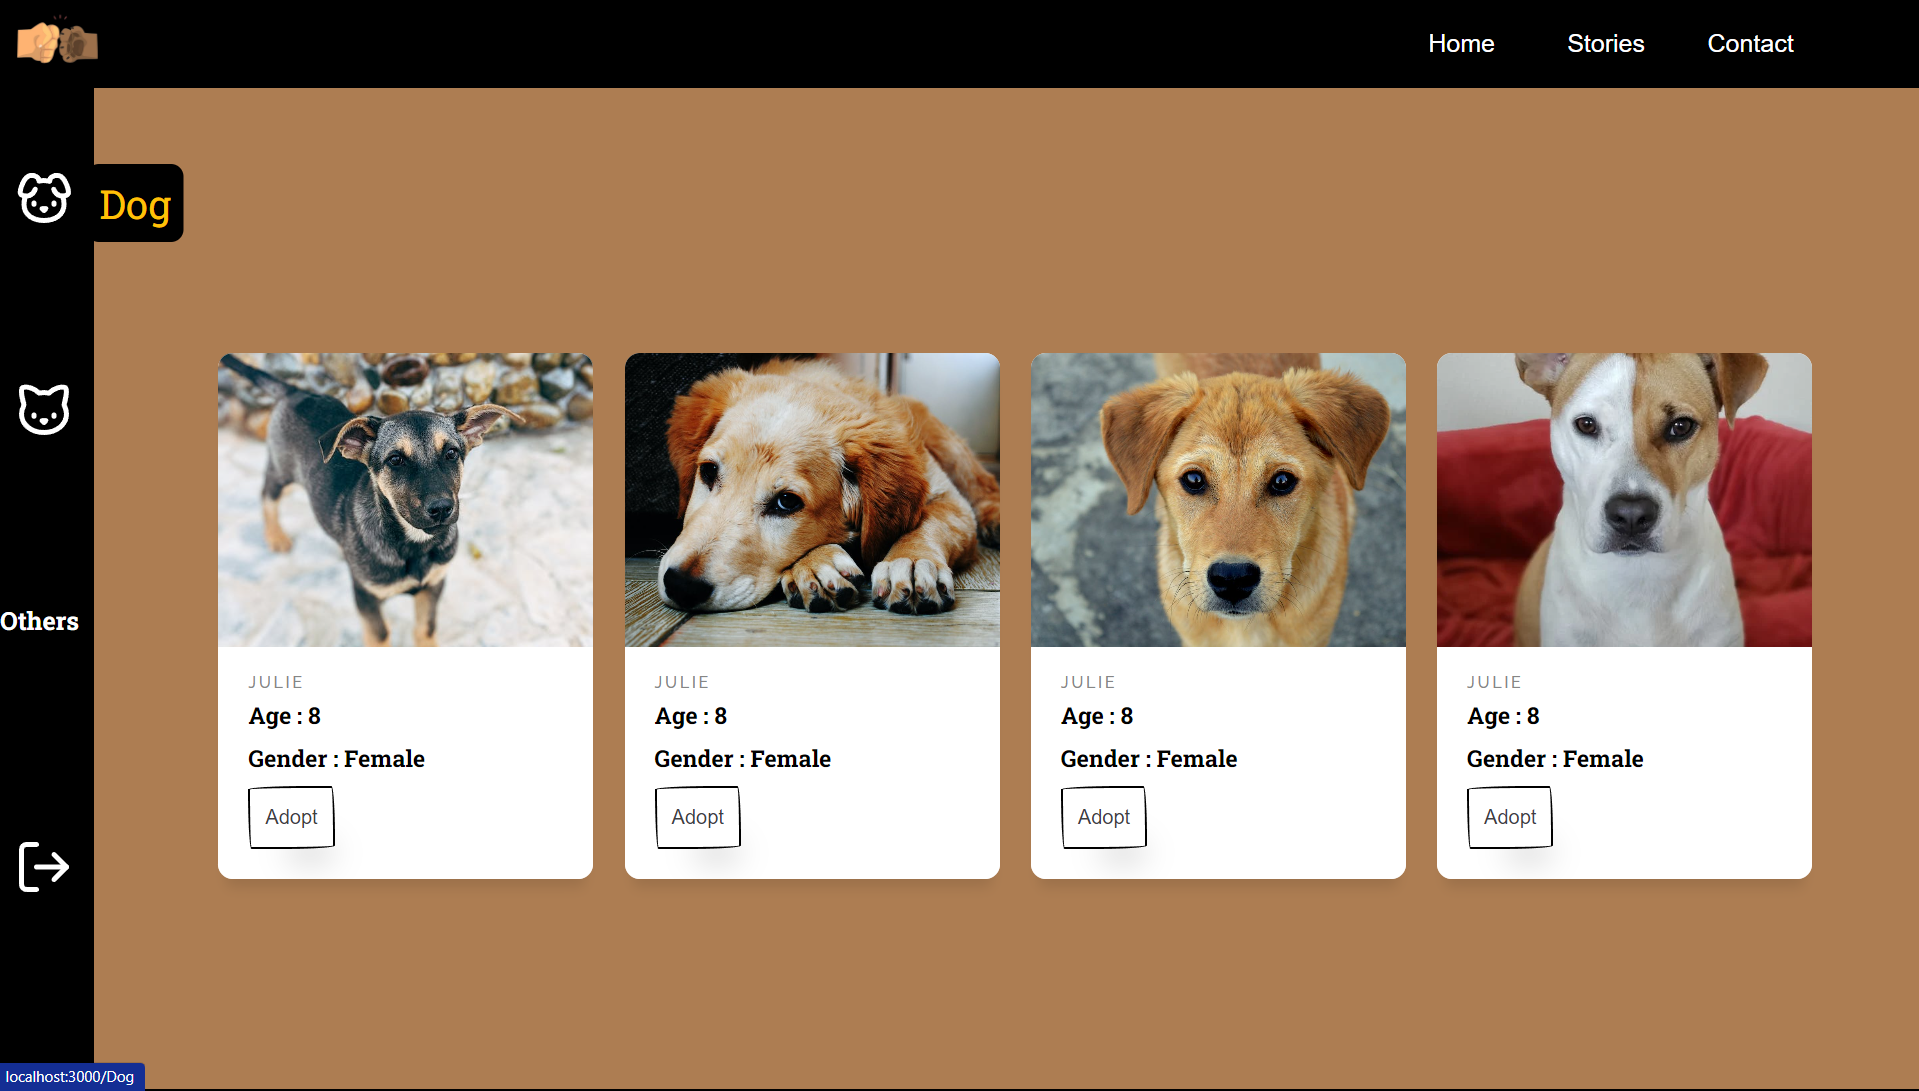 Home Stories Contact
Dog
Others
JULIE
Age : 8
Gender : Female
Adopt
JULIE
Age : 8
Gender : Female
Adopt
JULIE
Age : 8
Gender : Female
Adopt
JULIE
Age : 8
Gender : Female
Adopt
localhost:3000/Dog